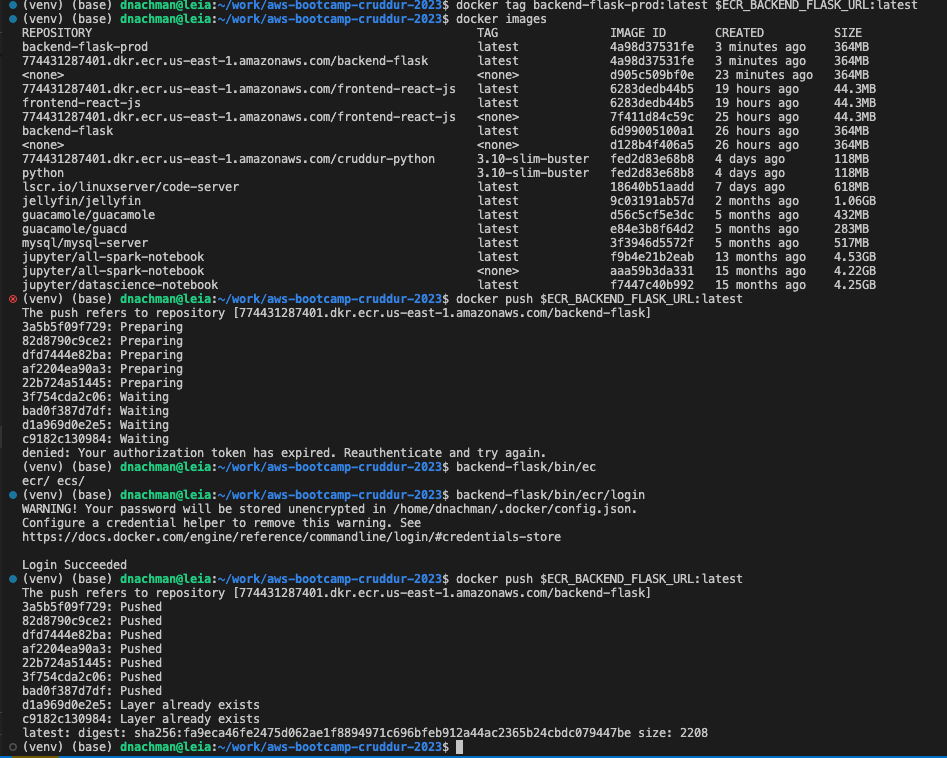 (venv) (base) dnachman@leia:~/work/aws-bootcamp-cruddur-2023$ docker tag backend-flask-prod:latest $ECR_BACKEND_FLASK_URL:latest
(venv) (base) dnachman@leia:~/work/aws-bootcamp-cruddur-2023$ docker images
REPOSITORY TAG IMAGE ID CREATED SIZE
backend-flask-prod latest 4a98d37531fe 3 minutes ago 364MB
774431287401.dkr.ecr.us-east-1.amazonaws.com/backend-flask latest 4a98d37531fe 3 minutes ago 364MB
<none> <none> d905c509bf0e 23 minutes ago 364MB
774431287401.dkr.ecr.us-east-1.amazonaws.com/frontend-react-js latest 6283dedb44b5 19 hours ago 44.3MB
frontend-react-js latest 6283dedb44b5 19 hours ago 44.3MB
774431287401.dkr.ecr.us-east-1.amazonaws.com/frontend-react-js <none> 7f411d84c59c 25 hours ago 44.3MB
backend-flask latest 6d99005100a1 26 hours ago 364MB
<none> <none> d128b4f406a5 26 hours ago 364MB
774431287401.dkr.ecr.us-east-1.amazonaws.com/cruddur-python 3.10-slim-buster fed2d83e68b8 4 days ago 118MB
python 3.10-slim-buster fed2d83e68b8 4 days ago 118MB
lscr.io/linuxserver/code-server latest 18640b51aadd 7 days ago 618MB
jellyfin/jellyfin latest 9c03191ab57d 2 months ago 1.06GB
guacamole/guacamole latest d56c5cf5e3dc 5 months ago 432MB
guacamole/guacd latest e84e3b8f64d2 5 months ago 283MB
mysql/mysql-server latest 3f3946d5572f 5 months ago 517MB
jupyter/all-spark-notebook latest f9b4e21b2eab 13 months ago 4.53GB
jupyter/all-spark-notebook <none> aaa59b3da331 15 months ago 4.22GB
jupyter/datascience-notebook latest f7447c40b992 15 months ago 4.25GB
(venv) (base) dnachman@leia:~/work/aws-bootcamp-cruddur-2023$ docker push $ECR_BACKEND_FLASK_URL:latest
The push refers to repository [774431287401.dkr.ecr.us-east-1.amazonaws.com/backend-flask]
3a5b5f09f729: Preparing
82d8790c9ce2: Preparing
dfd7444e82ba: Preparing
af2204ea90a3: Preparing
22b724a51445: Preparing
3f754cda2c06: Waiting
bad0f387d7df: Waiting
d1a969d0e2e5: Waiting
c9182c130984: Waiting
denied: Your authorization token has expired. Reauthenticate and try again.
(venv) (base) dnachman@leia:~/work/aws-bootcamp-cruddur-2023$ backend-flask/bin/ec
ecr/ ecs/
(venv) (base) dnachman@leia:~/work/aws-bootcamp-cruddur-2023$ backend-flask/bin/ecr/login
WARNING! Your password will be stored unencrypted in /home/dnachman/.docker/config.json.
Configure a credential helper to remove this warning. See
https://docs.docker.com/engine/reference/commandline/login/#credentials-store
Login Succeeded
(venv) (base) dnachman@leia:~/work/aws-bootcamp-cruddur-2023$ docker push $ECR_BACKEND_FLASK_URL:latest
The push refers to repository [774431287401.dkr.ecr.us-east-1.amazonaws.com/backend-flask]
3a5b5f09f729: Pushed
82d8790c9ce2: Pushed
dfd7444e82ba: Pushed
af2204ea90a3: Pushed
22b724a51445: Pushed
3f754cda2c06: Pushed
bad0f387d7df: Pushed
d1a969d0e2e5: Layer already exists
c9182c130984: Layer already exists
latest: digest: sha256:fa9eca46fe2475d062ae1f8894971c696bfeb912a44ac2365b24cbdc079447be size: 2208
(venv) (base) dnachman@leia:~/work/aws-bootcamp-cruddur-2023$